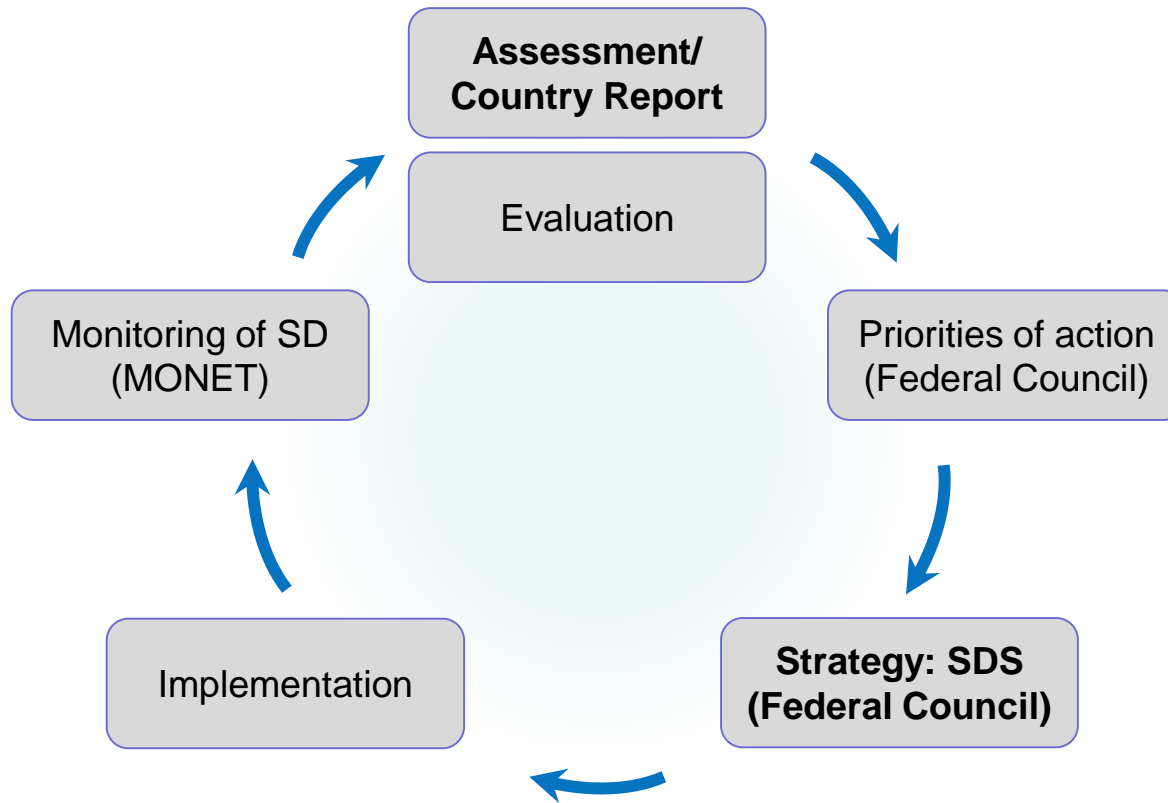 Assessment/
Country Report
Evaluation
Monitoring of SD
(MONET)
Priorities of action
(Federal Council)
Implementation
Strategy: SDS
(Federal Council)